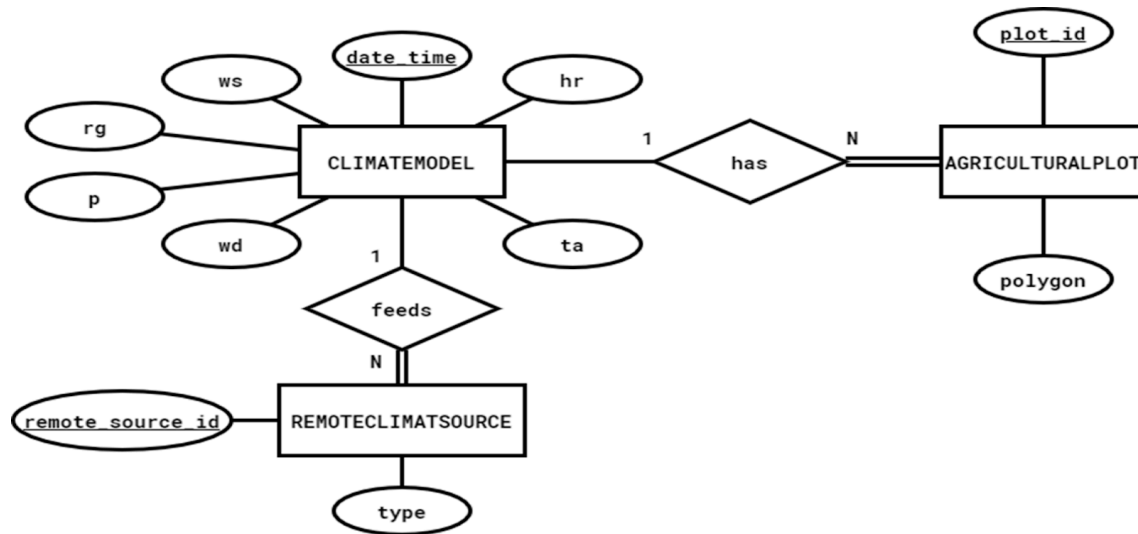 plot_id
date_time
ws
hr
rg
1
N
CLIMATEMODEL
has
AGRICULTURALPLOT
p
wd
ta
1
polygon
feeds
N
remote_source_id
REMOTECLIMATSOURCE
type